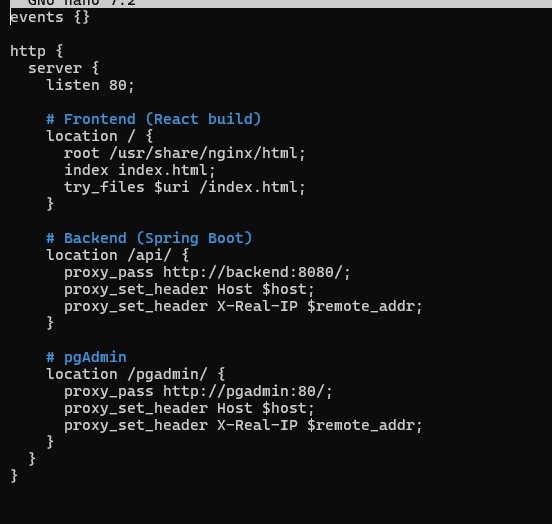 GNU nano 7.2
events {}
http {
  server {
    listen 80;
    # Frontend (React build)
    location / {
      root /usr/share/nginx/html;
      index index.html;
      try_files $uri /index.html;
    }
    # Backend (Spring Boot)
    location /api/ {
      proxy_pass http://backend:8080/;
      proxy_set_header Host $host;
      proxy_set_header X-Real-IP $remote_addr;
    }
    # pgAdmin
    location /pgadmin/ {
      proxy_pass http://pgadmin:80/;
      proxy_set_header Host $host;
      proxy_set_header X-Real-IP $remote_addr;
    }
  }
}